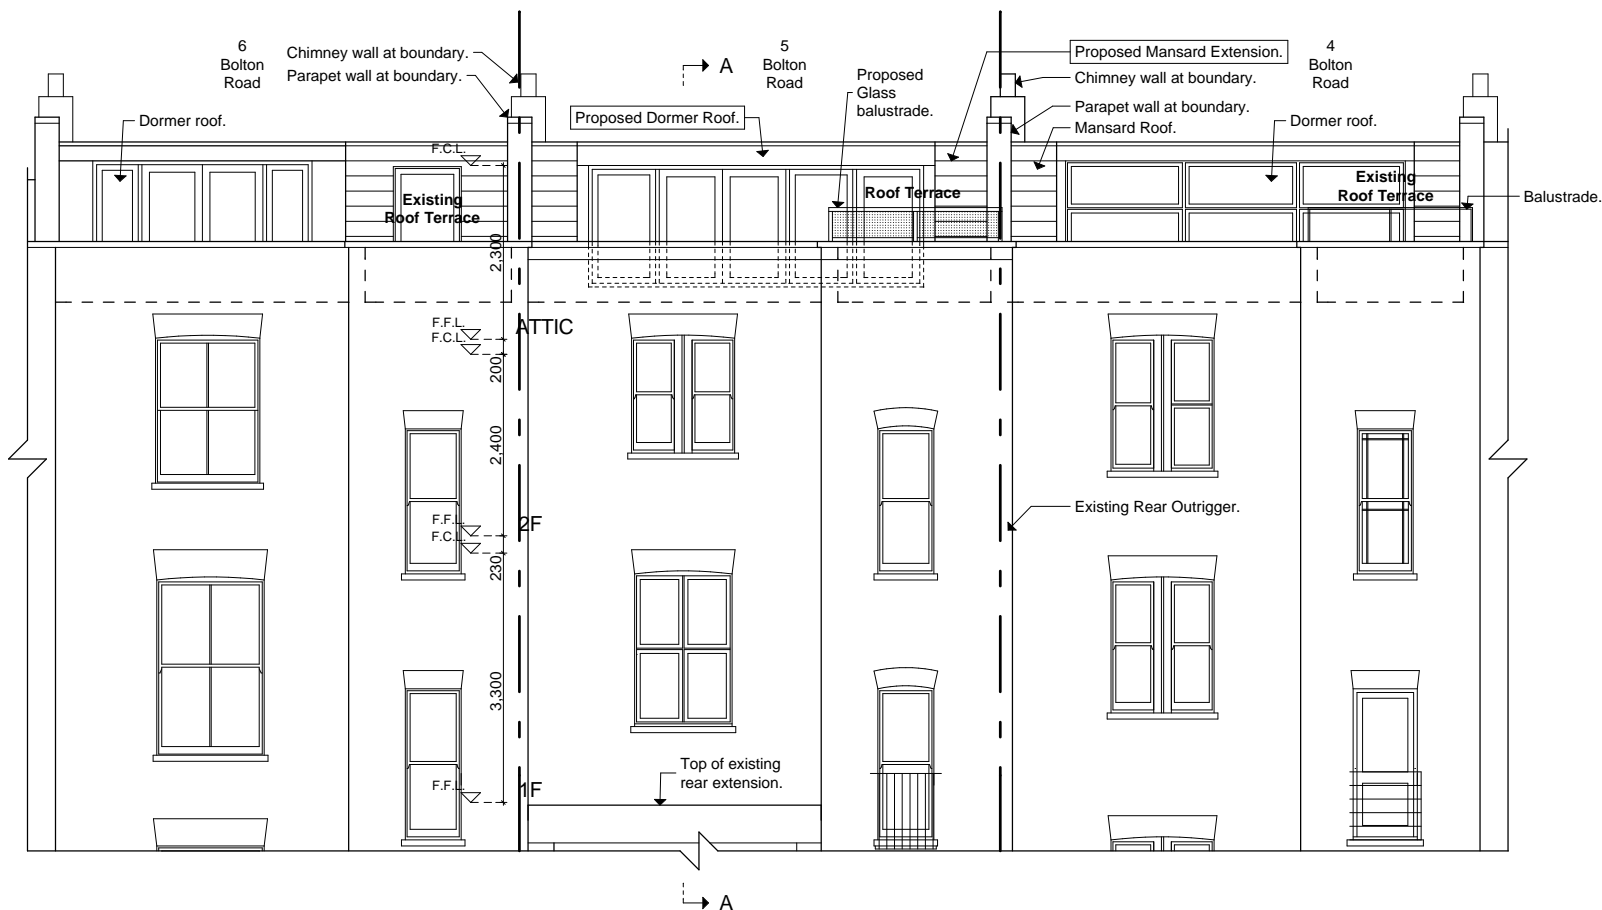 6
Bolton
Road
Chimney wall at boundary.
Parapet wall at boundary.
A
5
Bolton
Road
Proposed
Glass
balustrade.
Proposed Mansard Extension.
Chimney wall at boundary.
4
Bolton
Road
Dormer roof.
Proposed Dormer Roof.
Parapet wall at boundary.
Mansard Roof.
Dormer roof.
F.C.L.
Existing
Roof Terrace
Roof Terrace
Existing
Roof Terrace
Balustrade.
2,300
F.F.L.
ATTIC
F.C.L.
200
2,400
F.F.L.
2F
F.C.L.
230
Existing Rear Outrigger.
3,300
Top of existing
rear extension.
F.F.L.
1F
A